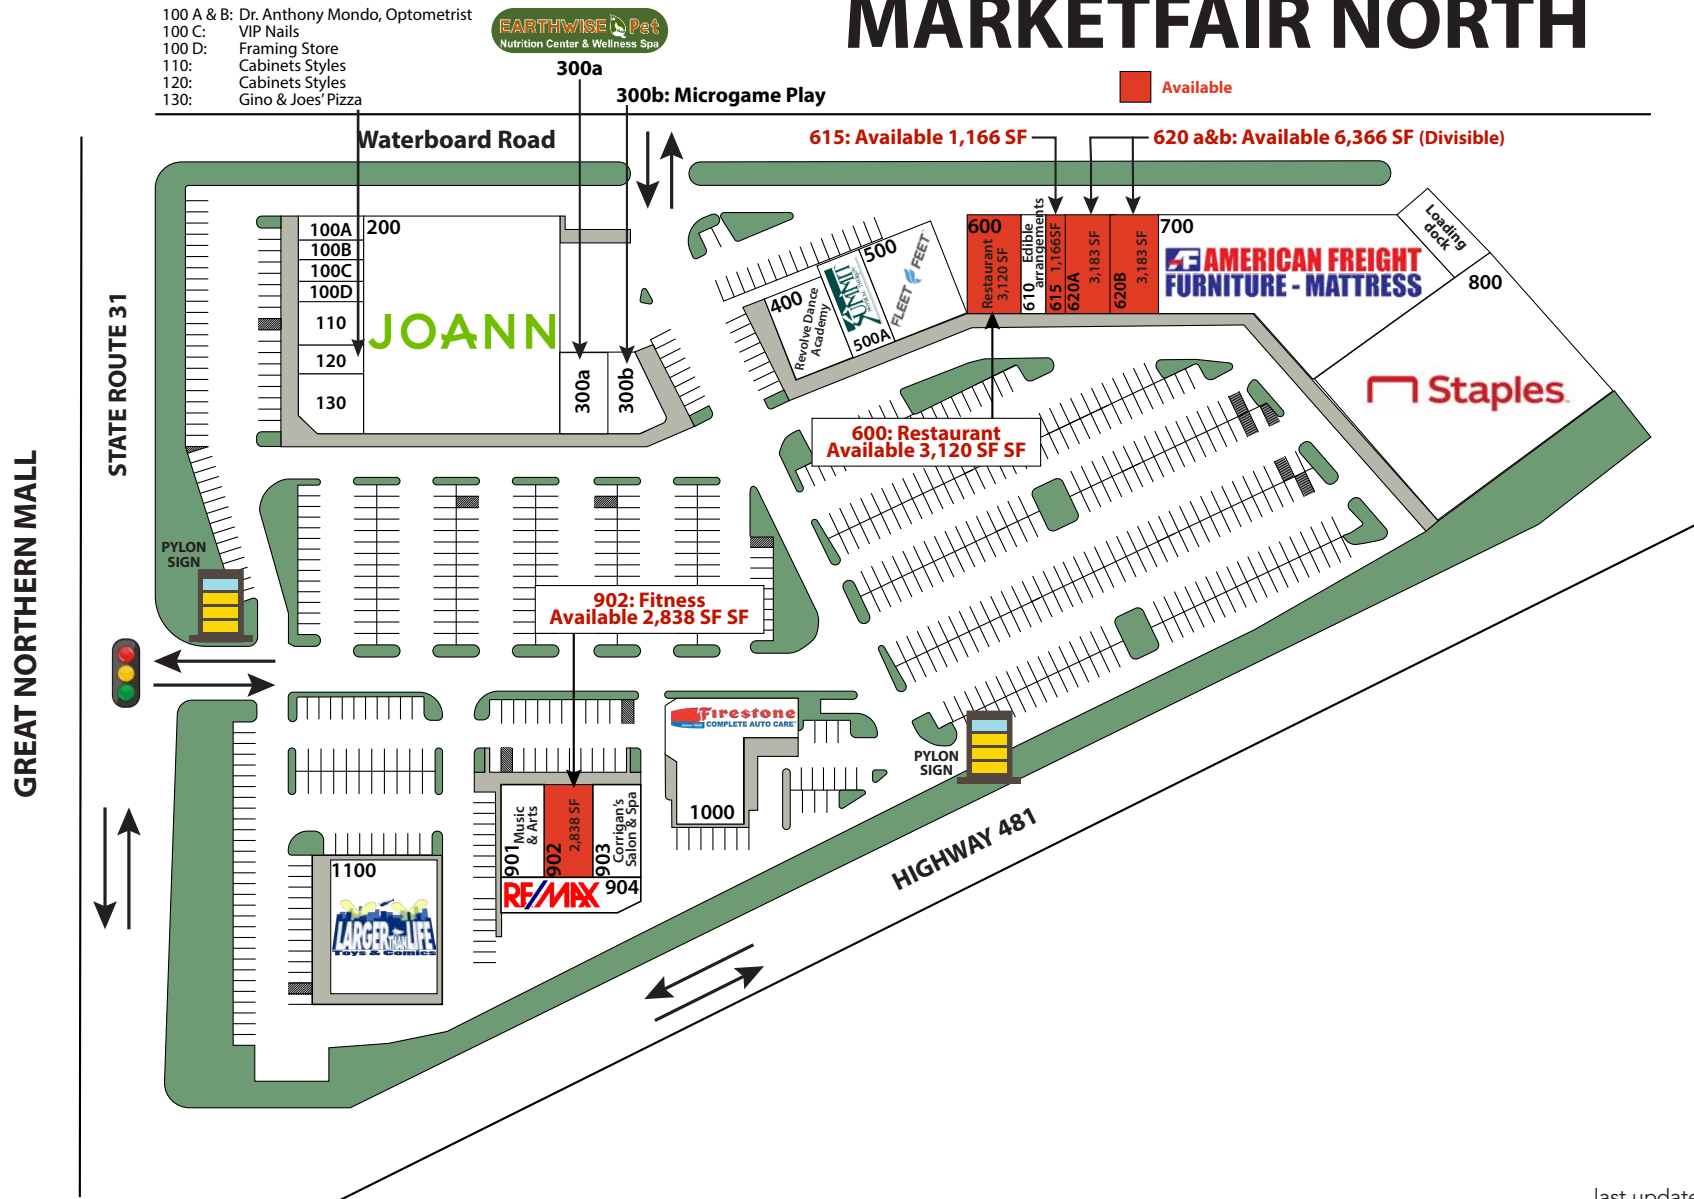 MARKETFAIR NORTH
100 A & B: Dr. Anthony Mondo, Optometrist
100 C: VIP Nails
100 D: Framing Store
110: Cabinets Styles
120: Cabinets Styles
130: Gino & Joes' Pizza
EARTHWISE Pet
Nutrition Center & Wellness Spa
300a
300b: Microgame Play
Available
Waterboard Road
615: Available 1,166 SF
620 a&b: Available 6,366 SF (Divisible)
GREAT NORTHERN MALL
STATE ROUTE 31
100A
100B
100C
100D
110
120
130
200
JOANN
300a
300b
400
Revolve Dance
Academy
500
500A
FLEET FEET
600
Restaurant
3,120 SF
610
Edible
arrangements
615 1,166SF
620A
3,183 SF
620B
3,183 SF
700
AMERICAN FREIGHT
FURNITURE - MATTRESS
Loading
dock
800
Staples
600: Restaurant
Available 3,120 SF SF
PYLON
SIGN
902: Fitness
Available 2,838 SF SF
Firestone
COMPLETE AUTO CARE
1000
PYLON
SIGN
901
Music
& Arts
902
2,838 SF
903
Corrigan's
Salon & Spa
RE/MAX
904
1100
LARGER THAN LIFE
Toys & Comics
HIGHWAY 481
last update